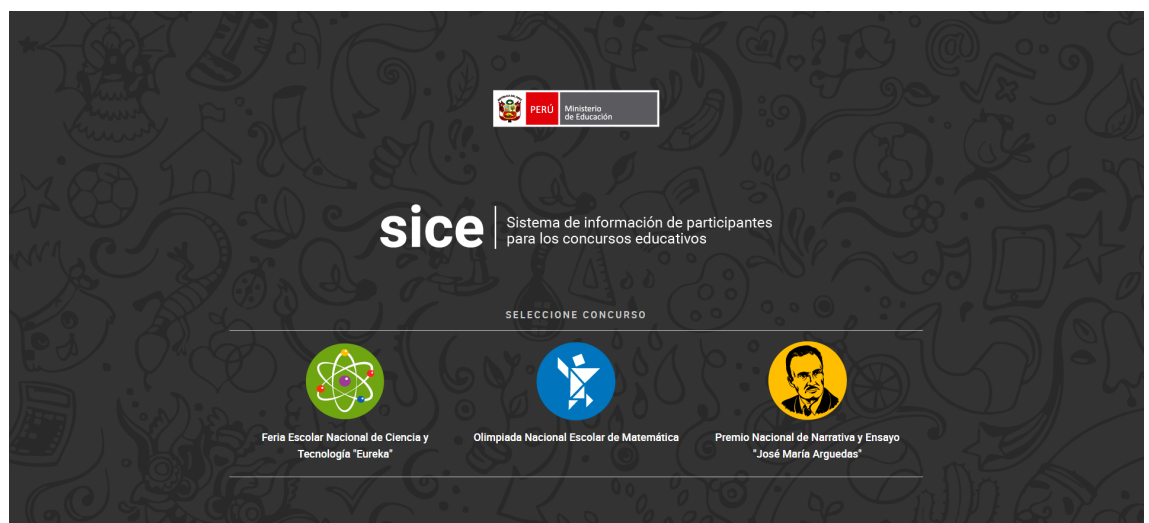 PERÚ
Ministerio
de Educación
sice
Sistema de información de participantes
para los concursos educativos
SELECCIONE CONCURSO
Feria Escolar Nacional de Ciencia y
Tecnología "Eureka"
Olimpiada Nacional Escolar de Matemática
Premio Nacional de Narrativa y Ensayo
"José María Arguedas"